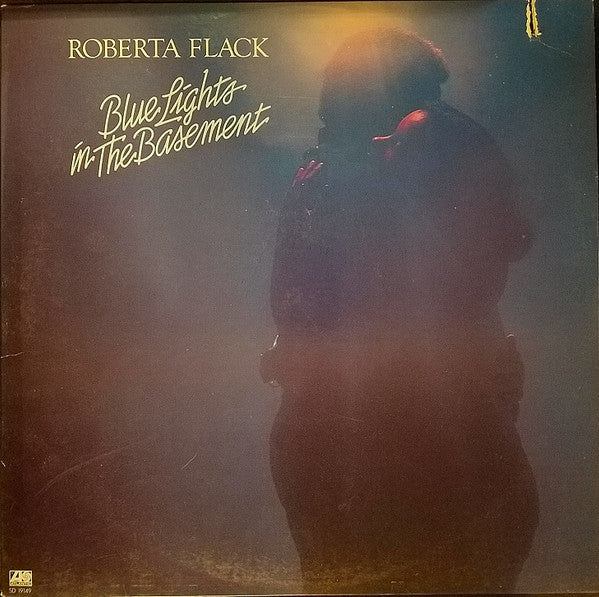 ROBERTA FLACK
Blue Lights
in The Basement
SD 19149